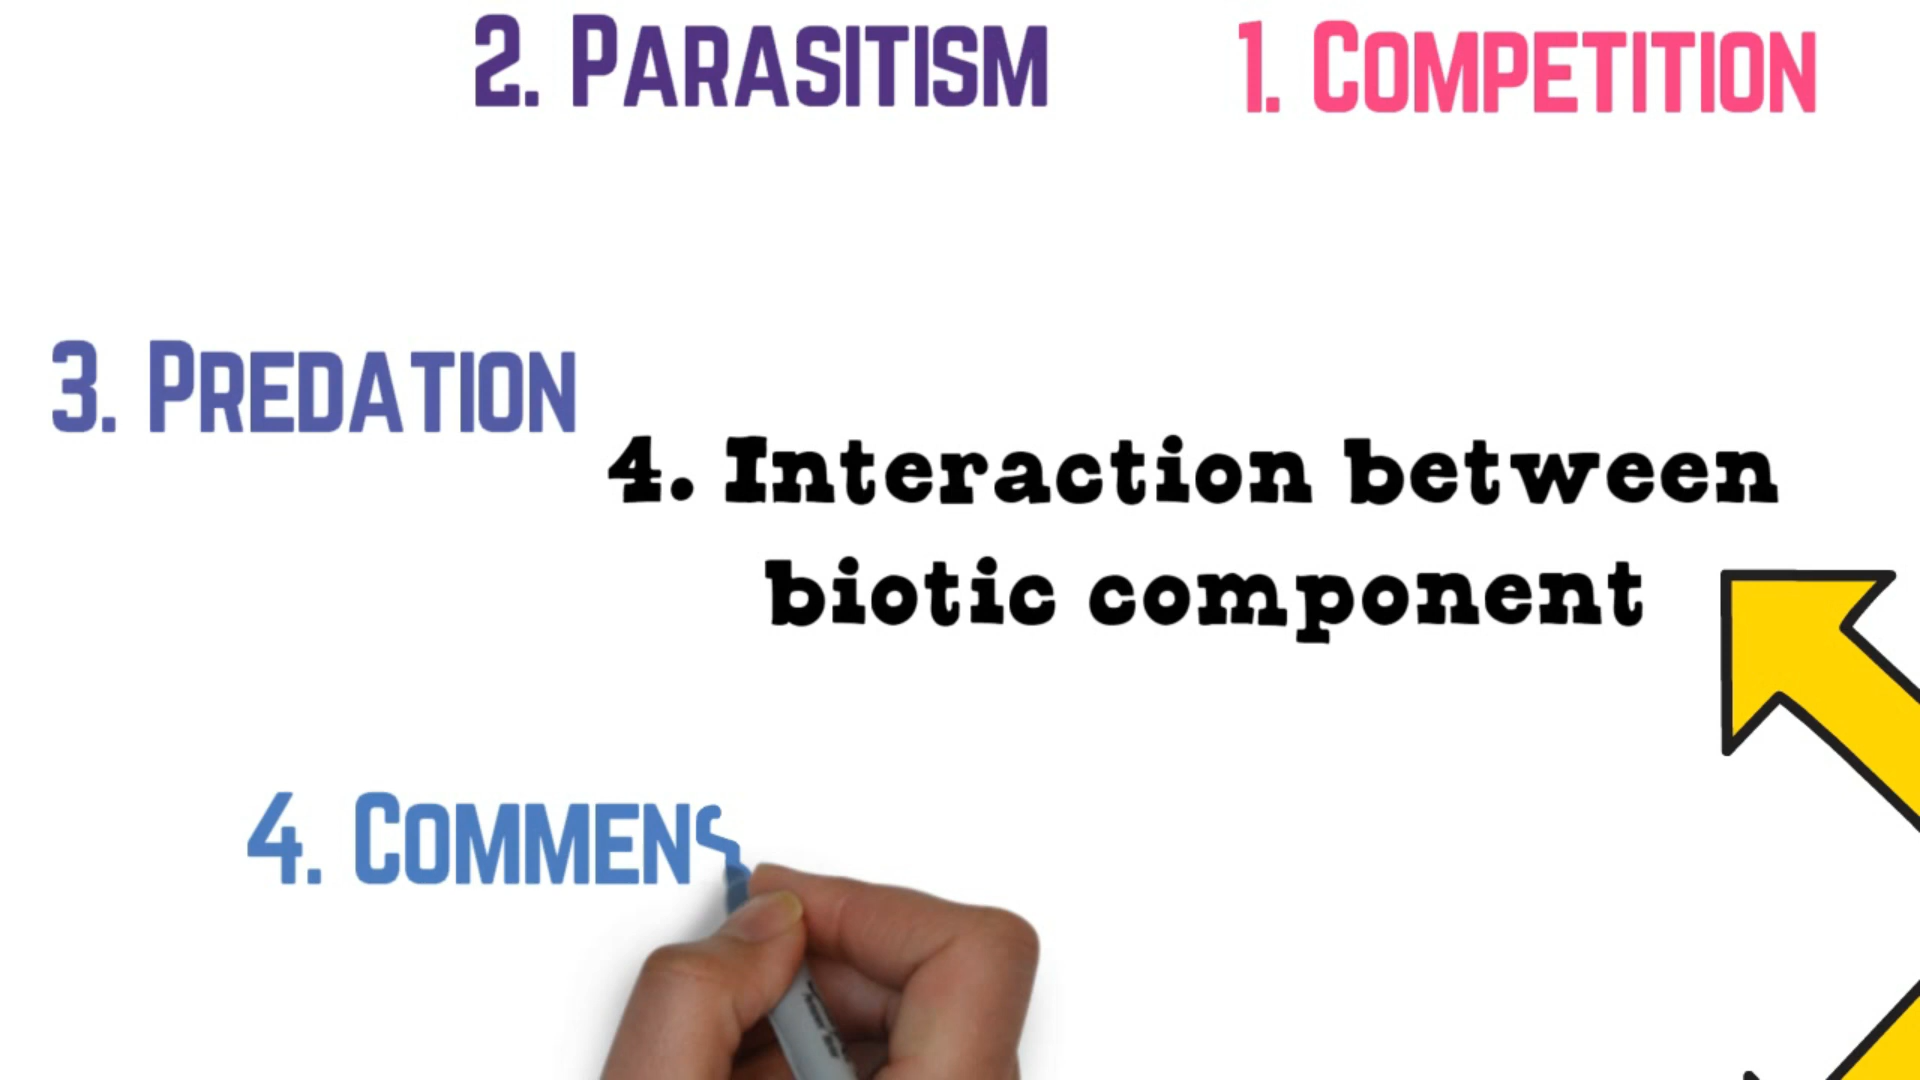 2. PARASITISM
1. COMPETITION
3. PREDATION
4. Interaction between
biotic component
4. COMMENS